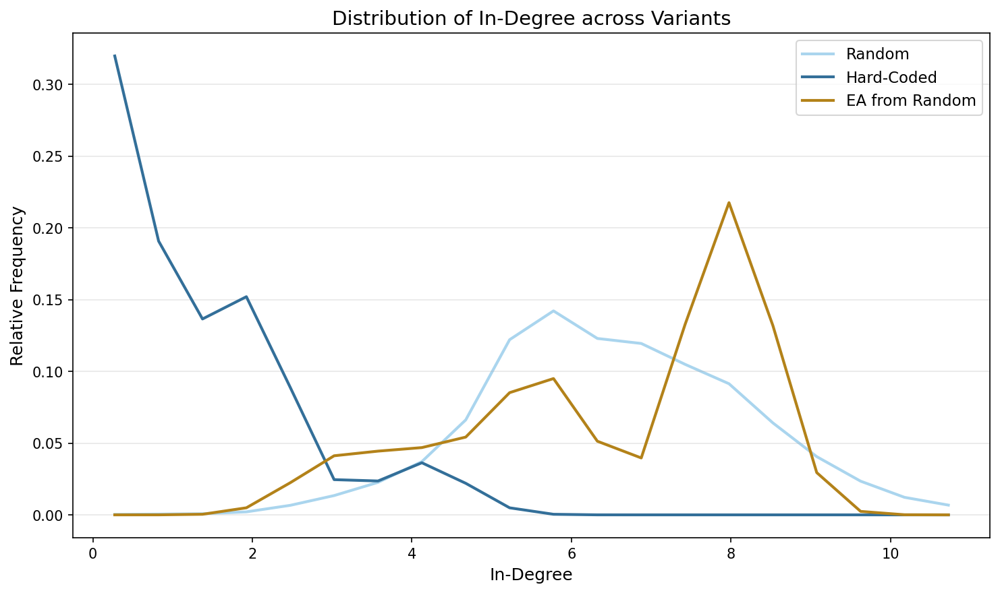 Distribution of In-Degree across Variants
Random
Hard-Coded
EA from Random
Relative Frequency
0.30
0.25
0.20
0.15
0.10
0.05
0.00
0 2 4 6 8 10
In-Degree